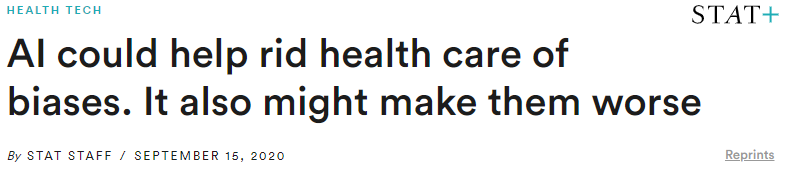 HEALTH TECH
STAT+
AI could help rid health care of
biases. It also might make them worse
By STAT STAFF / SEPTEMBER 15, 2020
Reprints